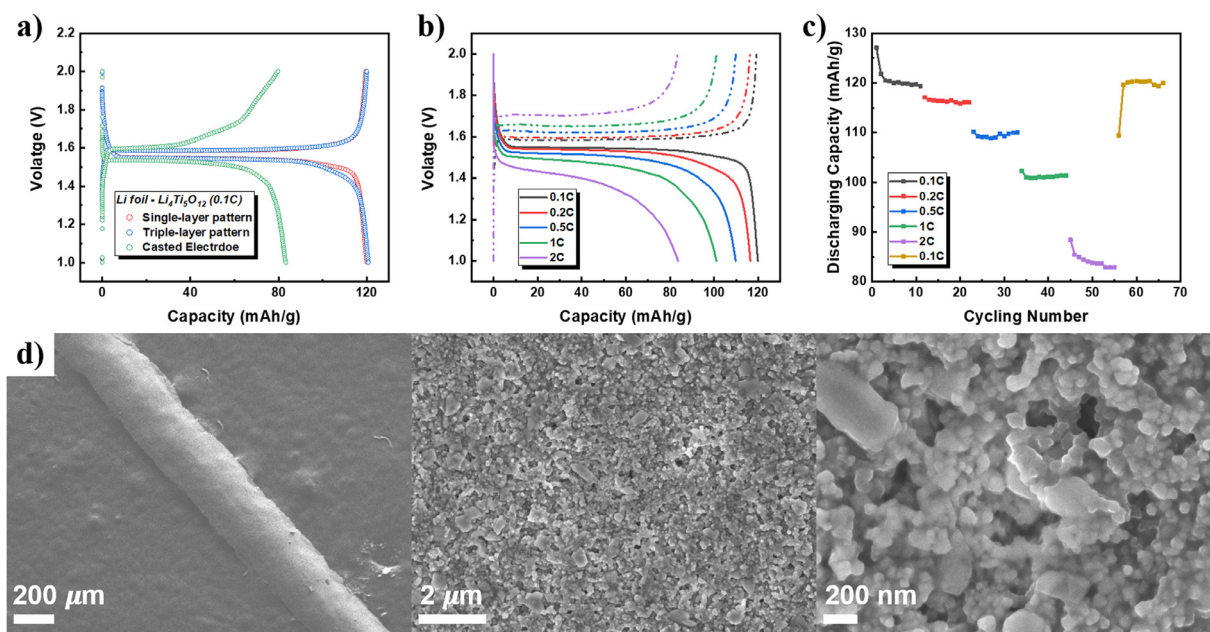 a)
2.0
1.8
1.6
1.4
1.2
1.0
Volatge (V)
Li foil - Li₄Ti₅O₁₂ (0.1C)
Single-layer pattern
Triple-layer pattern
Casted Electrdoe
0
40
80
120
Capacity (mAh/g)
b)
2.0
1.8
1.6
1.4
1.2
1.0
Volatge (V)
0.1C
0.2C
0.5C
1C
2C
0
20
40
60
80
100
120
Capacity (mAh/g)
c)
130
120
110
100
90
80
Discharging Capacity (mAh/g)
0.1C
0.2C
0.5C
1C
2C
0.1C
0
10
20
30
40
50
60
70
Cycling Number
d)
200 μm
2 μm
200 nm